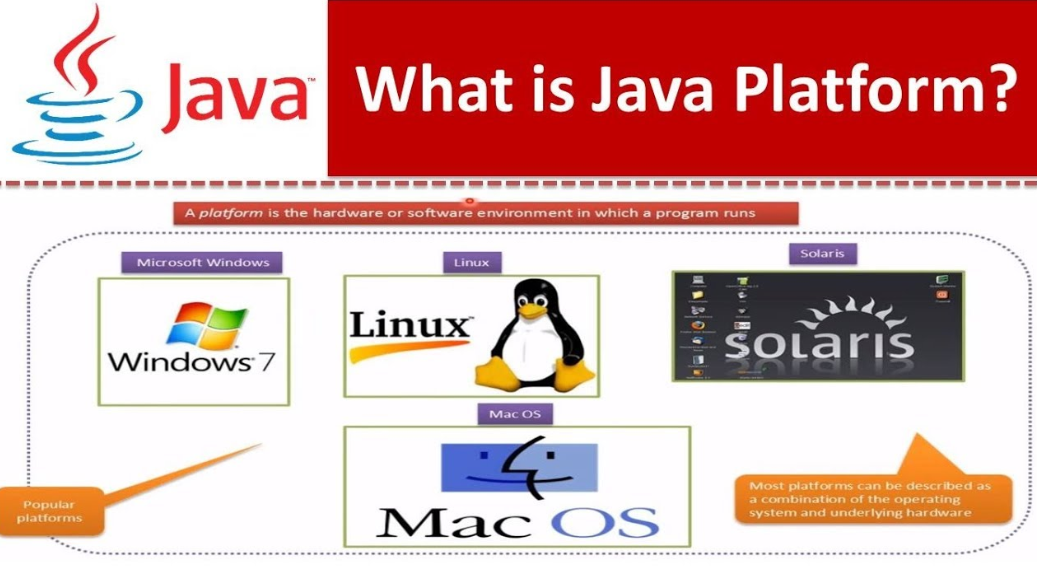 Java™
What is Java Platform?
A platform is the hardware or software environment in which a program runs
Microsoft Windows
Linux
Solaris
Windows 7
Linux™
solaris
Mac OS
Mac OS
Popular
platforms
Most platforms can be described as
a combination of the operating
system and underlying hardware